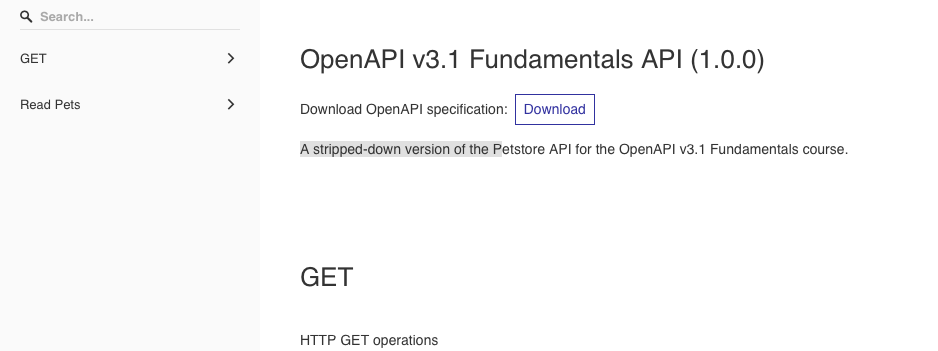 Search...
GET
Read Pets
OpenAPI v3.1 Fundamentals API (1.0.0)
Download OpenAPI specification: Download
A stripped-down version of the Petstore API for the OpenAPI v3.1 Fundamentals course.
GET
HTTP GET operations